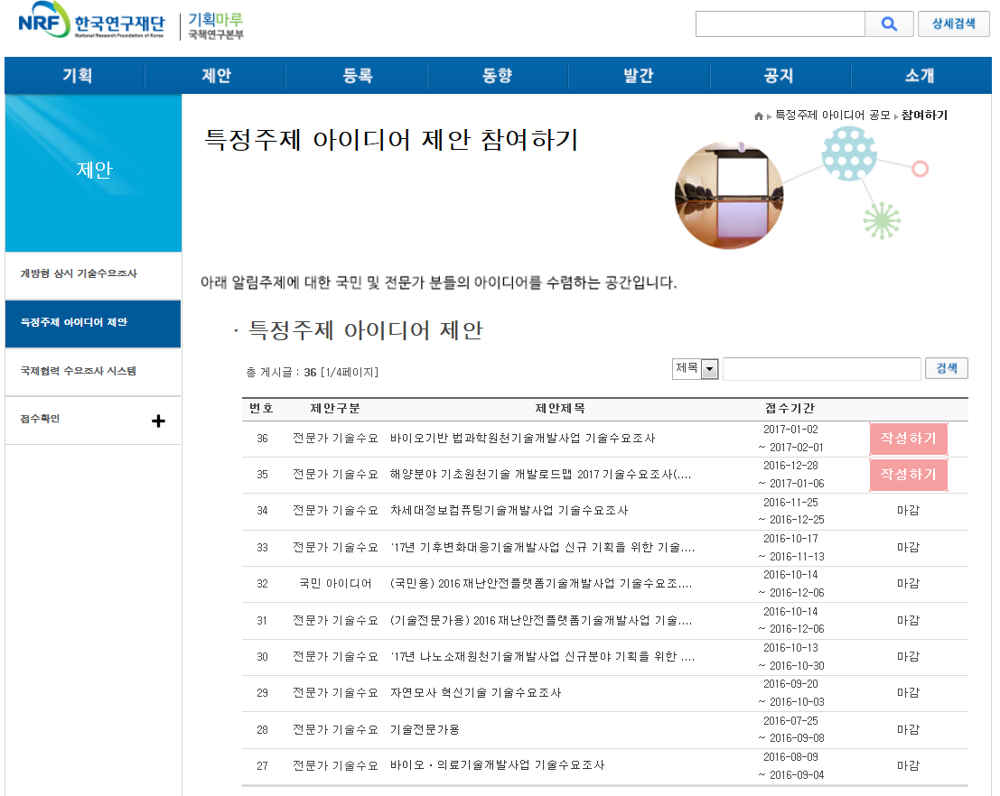 NRF 한국연구재단 기획마루
National Research Foundation of Korea 국책연구본부
상세검색
기획 제안 등록 동향 발간 공지 소개
특정주제 아이디어 공모 참여하기
특정주제 아이디어 제안 참여하기
제안
개방형 상시 기술수요조사
특정주제 아이디어 제안
국제협력 수요조사 시스템
접수확인
아래 알림주제에 대한 국민 및 전문가 분들의 아이디어를 수렴하는 공간입니다.
· 특정주제 아이디어 제안
총 게시글 : 36 [1/4페이지] 제목 검색
번호 제안구분 제안제목 접수기간
36 전문가 기술수요 바이오기반 법과학원천기술개발사업 기술수요조사 2017-01-02 ~ 2017-02-01 작성하기
35 전문가 기술수요 해양분야 기초원천기술 개발로드맵 2017 기술수요조사(.... 2016-12-28 ~ 2017-01-06 작성하기
34 전문가 기술수요 차세대정보컴퓨팅기술개발사업 기술수요조사 2016-11-25 ~ 2016-12-25 마감
33 전문가 기술수요 '17년 기후변화대응기술개발사업 신규 기획을 위한 기술.... 2016-10-17 ~ 2016-11-13 마감
32 국민 아이디어 (국민용) 2016 재난안전플랫폼기술개발사업 기술수요조.... 2016-10-14 ~ 2016-12-06 마감
31 전문가 기술수요 (기술전문가용) 2016 재난안전플랫폼기술개발사업 기술.... 2016-10-14 ~ 2016-12-06 마감
30 전문가 기술수요 '17년 나노소재원천기술개발사업 신규분야 기획을 위한 .... 2016-10-13 ~ 2016-10-30 마감
29 전문가 기술수요 자연모사 혁신기술 기술수요조사 2016-09-20 ~ 2016-10-03 마감
28 전문가 기술수요 기술전문가용 2016-07-25 ~ 2016-09-08 마감
27 전문가 기술수요 바이오·의료기술개발사업 기술수요조사 2016-08-09 ~ 2016-09-04 마감